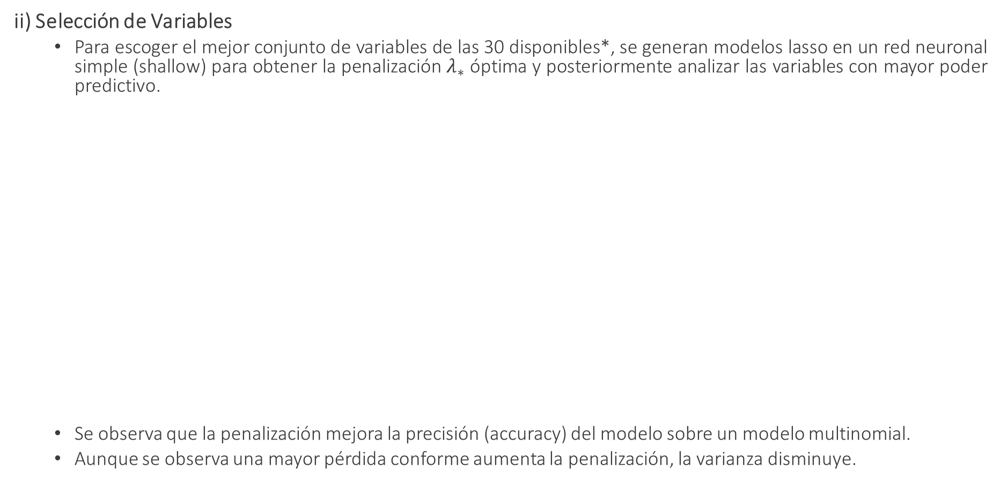 ii) Selección de Variables
• Para escoger el mejor conjunto de variables de las 30 disponibles*, se generan modelos lasso en un red neuronal
simple (shallow) para obtener la penalización λ* óptima y posteriormente analizar las variables con mayor poder
predictivo.
• Se observa que la penalización mejora la precisión (accuracy) del modelo sobre un modelo multinomial.
• Aunque se observa una mayor pérdida conforme aumenta la penalización, la varianza disminuye.